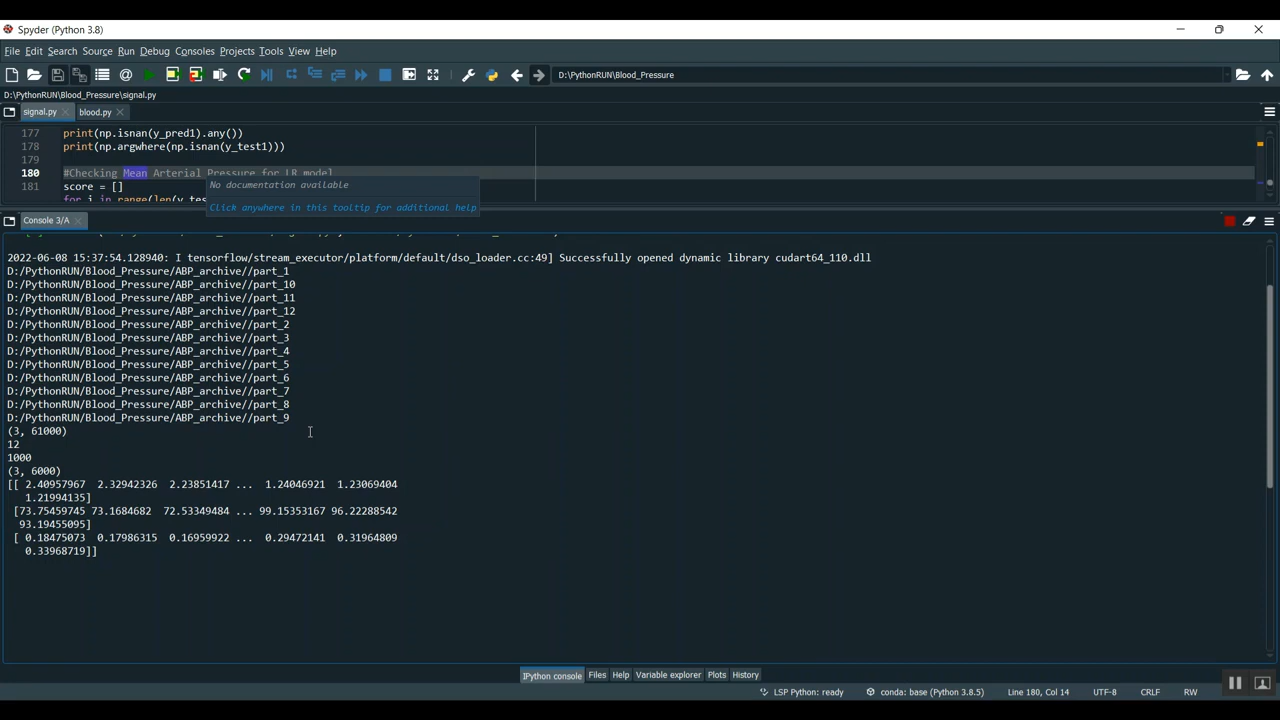 Spyder (Python 3.8)
File Edit Search Source Run Debug Consoles Projects Tools View Help
D:\PythonRUN\Blood_Pressure
D:\PythonRUN\Blood_Pressure\signal.py
signal.py blood.py
177 print(np.isnan(y_pred1).any())
178 print(np.argwhere(np.isnan(y_test1)))
179
180 #Checking Mean Arterial Pressure for LR model
No documentation available
181 score = []
for i in range(len(y_tes
Click anywhere in this tooltip for additional help
Console 3/A
2022-06-08 15:37:54.128940: I tensorflow/stream_executor/platform/default/dso_loader.cc:49] Successfully opened dynamic library cudart64_110.dll
D:/PythonRUN/Blood_Pressure/ABP_archive//part_1
D:/PythonRUN/Blood_Pressure/ABP_archive//part_10
D:/PythonRUN/Blood_Pressure/ABP_archive//part_11
D:/PythonRUN/Blood_Pressure/ABP_archive//part_12
D:/PythonRUN/Blood_Pressure/ABP_archive//part_2
D:/PythonRUN/Blood_Pressure/ABP_archive//part_3
D:/PythonRUN/Blood_Pressure/ABP_archive//part_4
D:/PythonRUN/Blood_Pressure/ABP_archive//part_5
D:/PythonRUN/Blood_Pressure/ABP_archive//part_6
D:/PythonRUN/Blood_Pressure/ABP_archive//part_7
D:/PythonRUN/Blood_Pressure/ABP_archive//part_8
D:/PythonRUN/Blood_Pressure/ABP_archive//part_9
(3, 61000)
12
1000
(3, 6000)
[[ 2.40957967 2.32942326 2.23851417 ... 1.24046921 1.23069404
1.21994135]
[73.75459745 73.1684682 72.53349484 ... 99.15353167 96.22288542
93.19455095]
[ 0.18475073 0.17986315 0.16959922 ... 0.29472141 0.31964809
0.33968719]]
IPython console Files Help Variable explorer Plots History
LSP Python: ready conda: base (Python 3.8.5) Line 180, Col 14 UTF-8 CRLF RW